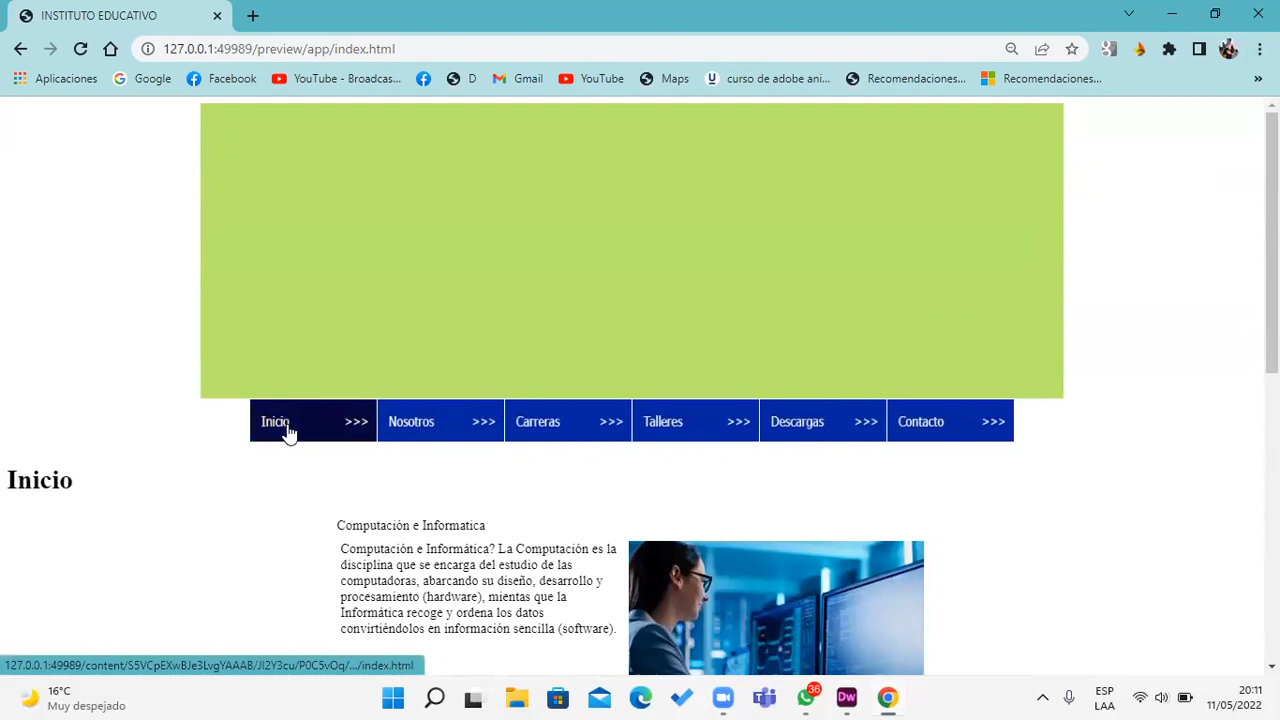 INSTITUTO EDUCATIVO
127.0.0.1:49989/preview/app/index.html
Aplicaciones Google Facebook YouTube - Broadcas... D Gmail YouTube Maps curso de adobe ani... Recomendaciones... Recomendaciones... »
Inicio >>> Nosotros >>> Carreras >>> Talleres >>> Descargas >>> Contacto >>>
Inicio
Computación e Informatica
Computación e Informática? La Computación es la
disciplina que se encarga del estudio de las
computadoras, abarcando su diseño, desarrollo y
procesamiento (hardware), mientas que la
Informática recoge y ordena los datos
convirtiéndolos en información sencilla (software).
127.0.0.1:49989/content/S5VCpEXwBJe3LvgYAAAB/JI2Y3cu/P0C5vOq/.../index.html
16°C
Muy despejado
36
Dw
ESP
LAA
20:11
11/05/2022